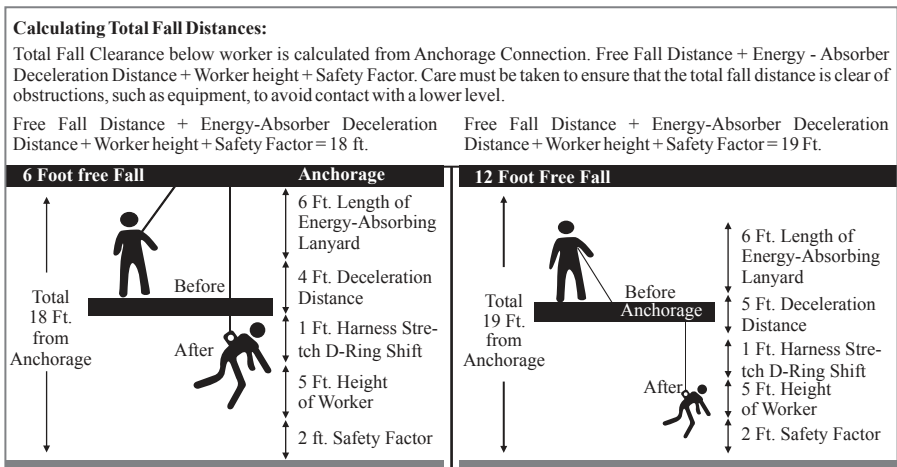 Calculating Total Fall Distances:
Total Fall Clearance below worker is calculated from Anchorage Connection. Free Fall Distance + Energy - Absorber
Deceleration Distance + Worker height + Safety Factor. Care must be taken to ensure that the total fall distance is clear of
obstructions, such as equipment, to avoid contact with a lower level.
Free Fall Distance + Energy-Absorber Deceleration
Distance + Worker height + Safety Factor = 18 ft.
6 Foot free Fall
Anchorage
6 Ft. Length of
Energy-Absorbing
Lanyard
Before
4 Ft. Deceleration
Distance
Total
18 Ft.
from
Anchorage
After
1 Ft. Harness Stre-
tch D-Ring Shift
5 Ft. Height
of Worker
2 ft. Safety Factor
Free Fall Distance + Energy-Absorber Deceleration
Distance + Worker height + Safety Factor = 19 Ft.
12 Foot Free Fall
6 Ft. Length of
Energy-Absorbing
Lanyard
Before
Anchorage
5 Ft. Deceleration
Distance
Total
19 Ft.
from
Anchorage
After
1 Ft. Harness Stre-
tch D-Ring Shift
5 Ft. Height
of Worker
2 Ft. Safety Factor